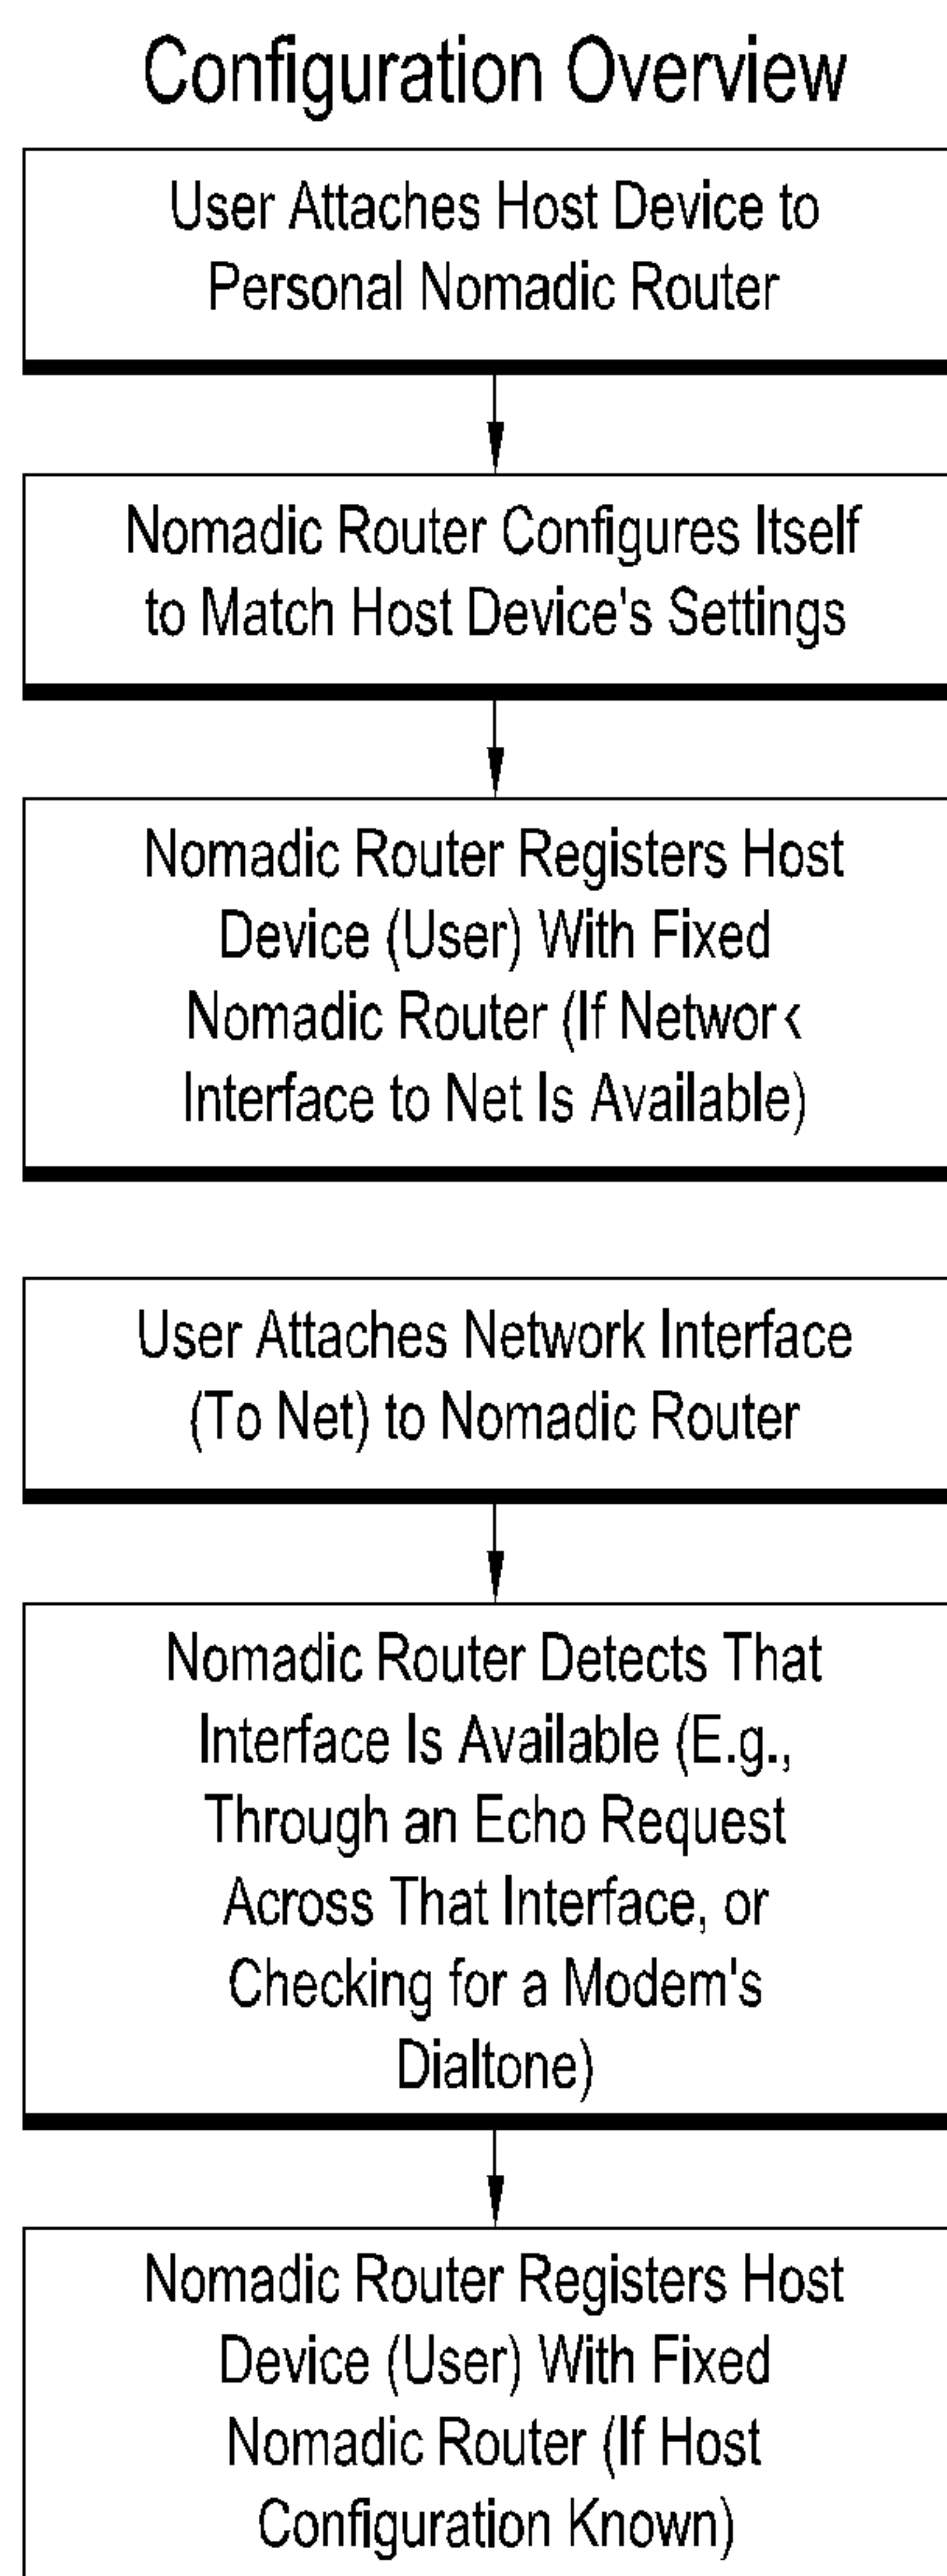 Configuration Overview
User Attaches Host Device to
Personal Nomadic Router
Nomadic Router Configures Itself
to Match Host Device's Settings
Nomadic Router Registers Host
Device (User) With Fixed
Nomadic Router (If Network
Interface to Net Is Available)
User Attaches Network Interface
(To Net) to Nomadic Router
Nomadic Router Detects That
Interface Is Available (E.g.,
Through an Echo Request
Across That Interface, or
Checking for a Modem's
Dialtone)
Nomadic Router Registers Host
Device (User) With Fixed
Nomadic Router (If Host
Configuration Known)